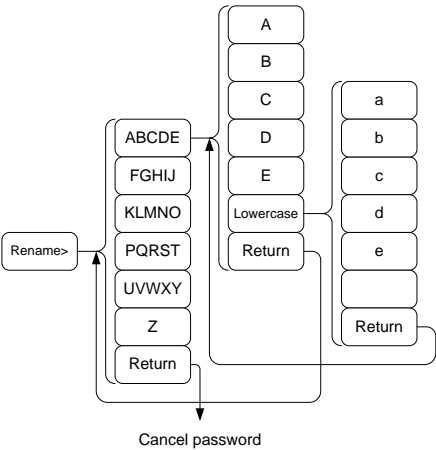 Rename>
ABCDE
FGHIJ
KLMNO
PQRST
UVWXY
Z
Return
A
B
C
D
E
Lowercase
Return
a
b
c
d
e
Return
Cancel password